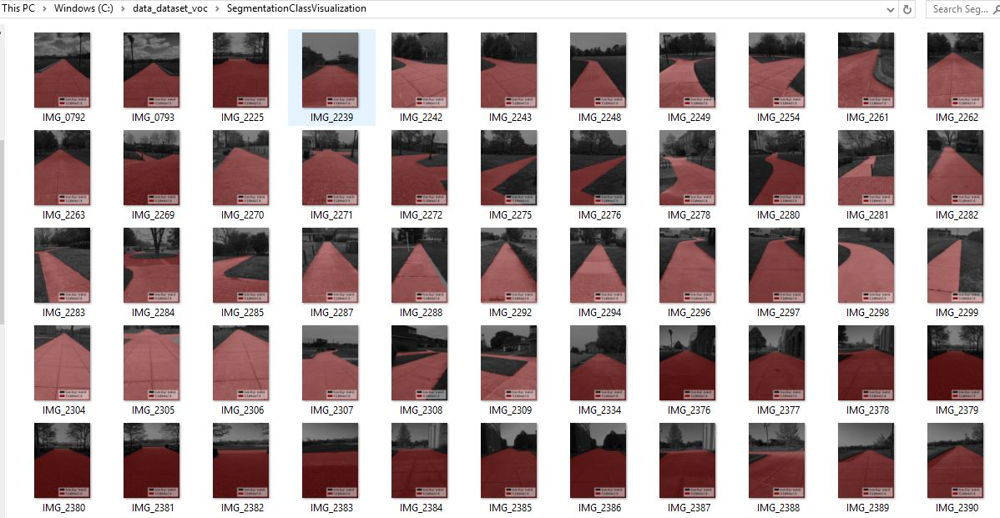 This PC > Windows (C:) > data_dataset_voc > SegmentationClassVisualization Search Seg...
IMG_0792 IMG_0793 IMG_2225 IMG_2239 IMG_2242 IMG_2243 IMG_2248 IMG_2249 IMG_2254 IMG_2261 IMG_2262
IMG_2263 IMG_2269 IMG_2270 IMG_2271 IMG_2272 IMG_2275 IMG_2276 IMG_2278 IMG_2280 IMG_2281 IMG_2282
IMG_2283 IMG_2284 IMG_2285 IMG_2287 IMG_2288 IMG_2292 IMG_2294 IMG_2296 IMG_2297 IMG_2298 IMG_2299
IMG_2304 IMG_2305 IMG_2306 IMG_2307 IMG_2308 IMG_2309 IMG_2334 IMG_2376 IMG_2377 IMG_2378 IMG_2379
IMG_2380 IMG_2381 IMG_2382 IMG_2383 IMG_2384 IMG_2385 IMG_2386 IMG_2387 IMG_2388 IMG_2389 IMG_2390